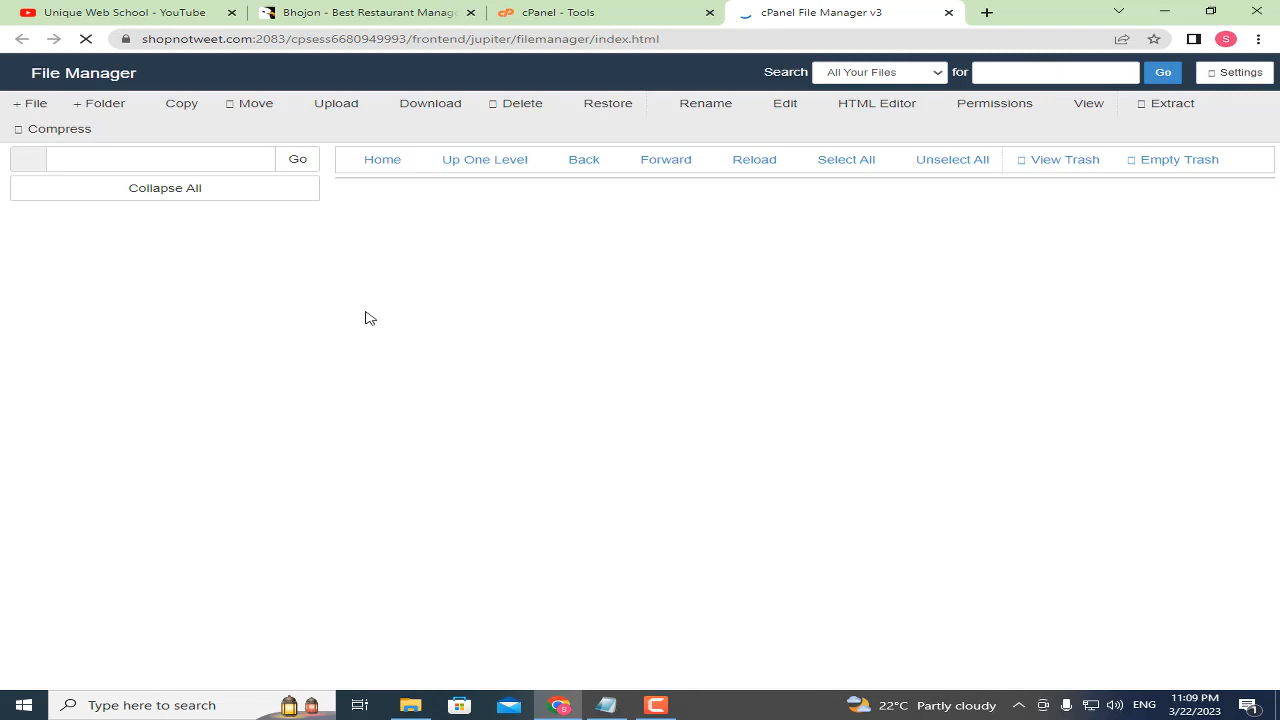 Unique Web School - YouTube
Bhojon - Best Restaurant Manag
cPanel - Tools
cPanel File Manager v3
shopnotweet.com:2083/cpsess6680949993/frontend/jupiter/filemanager/index.html
S
File Manager
Search All Your Files for Go Settings
+ File + Folder Copy Move Upload Download Delete Restore Rename Edit HTML Editor Permissions View Extract
Compress
Go Home Up One Level Back Forward Reload Select All Unselect All View Trash Empty Trash
Collapse All
Type here to search
22°C Partly cloudy
ENG
11:09 PM
3/22/2023
1